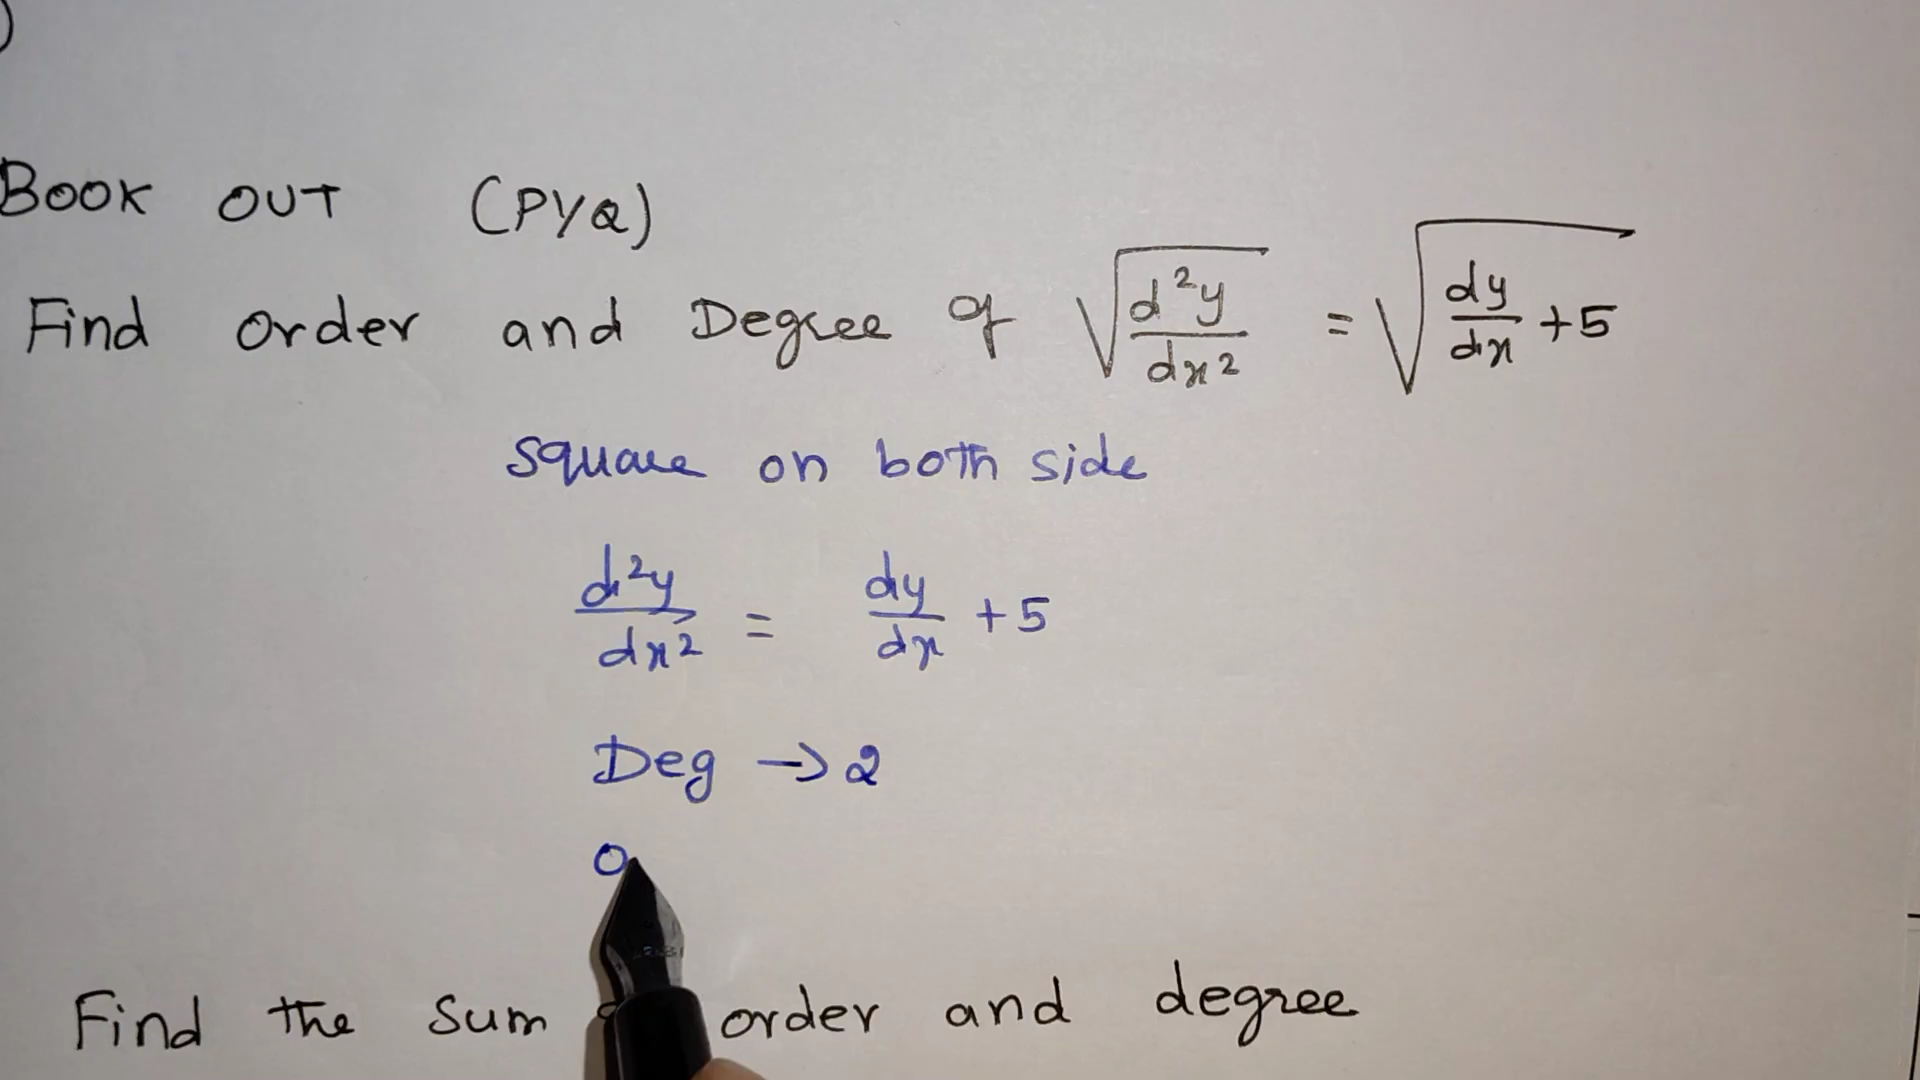 BOOK OUT (PYQ)
Find order and Degree of √(d²y/dx²) = √(dy/dx + 5)
square on both side
d²y/dx² = dy/dx + 5
Deg → 2
O
Find the sum order and degree